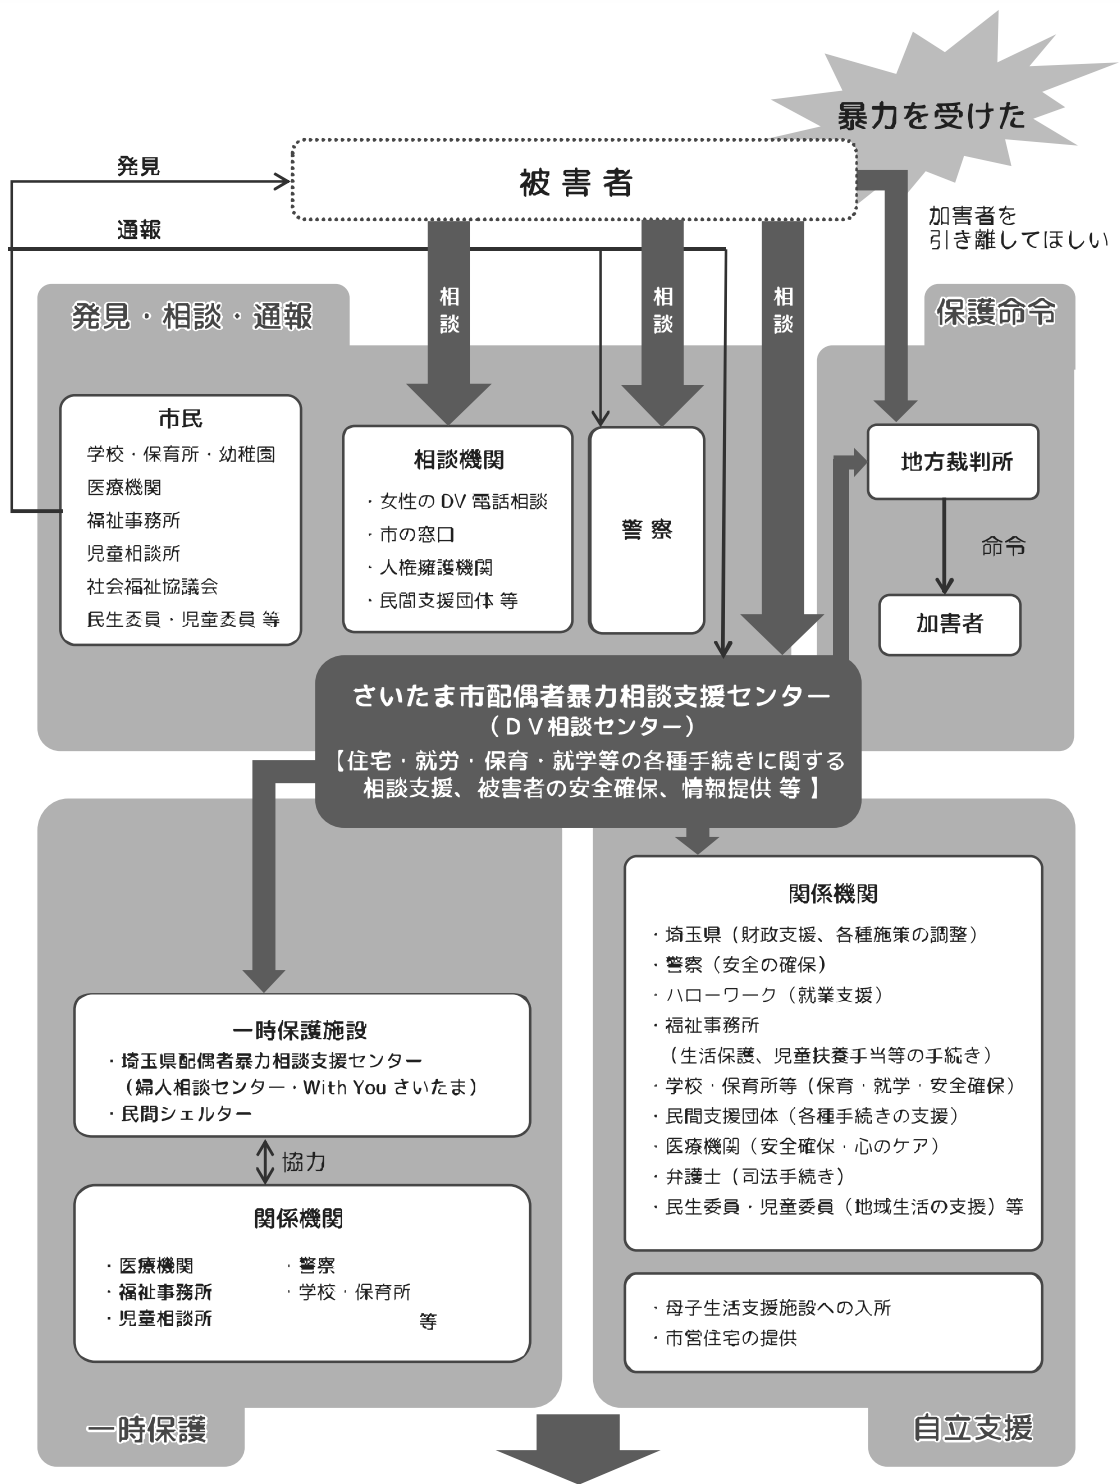 暴力を受けた
被害者
発見
通報
加害者を
引き離してほしい
相談
相談
相談
発見・相談・通報
保護命令
市民
学校・保育所・幼稚園
医療機関
福祉事務所
児童相談所
社会福祉協議会
民生委員・児童委員 等
相談機関
・女性の DV 電話相談
・市の窓口
・人権擁護機関
・民間支援団体 等
警 察
地方裁判所
命令
加害者
さいたま市配偶者暴力相談支援センター
（ＤＶ相談センター）
【住宅・就労・保育・就学等の各種手続きに関する
相談支援、被害者の安全確保、情報提供 等 】
一時保護施設
・埼玉県配偶者暴力相談支援センター
（婦人相談センター・With You さいたま）
・民間シェルター
協力
関係機関
・医療機関
・福祉事務所
・児童相談所
・警察
・学校・保育所
等
一時保護
関係機関
・埼玉県（財政支援、各種施策の調整）
・警察（安全の確保）
・ハローワーク（就業支援）
・福祉事務所
（生活保護、児童扶養手当等の手続き）
・学校・保育所等（保育・就学・安全確保）
・民間支援団体（各種手続きの支援）
・医療機関（安全確保・心のケア）
・弁護士（司法手続き）
・民生委員・児童委員（地域生活の支援）等
・母子生活支援施設への入所
・市営住宅の提供
自立支援